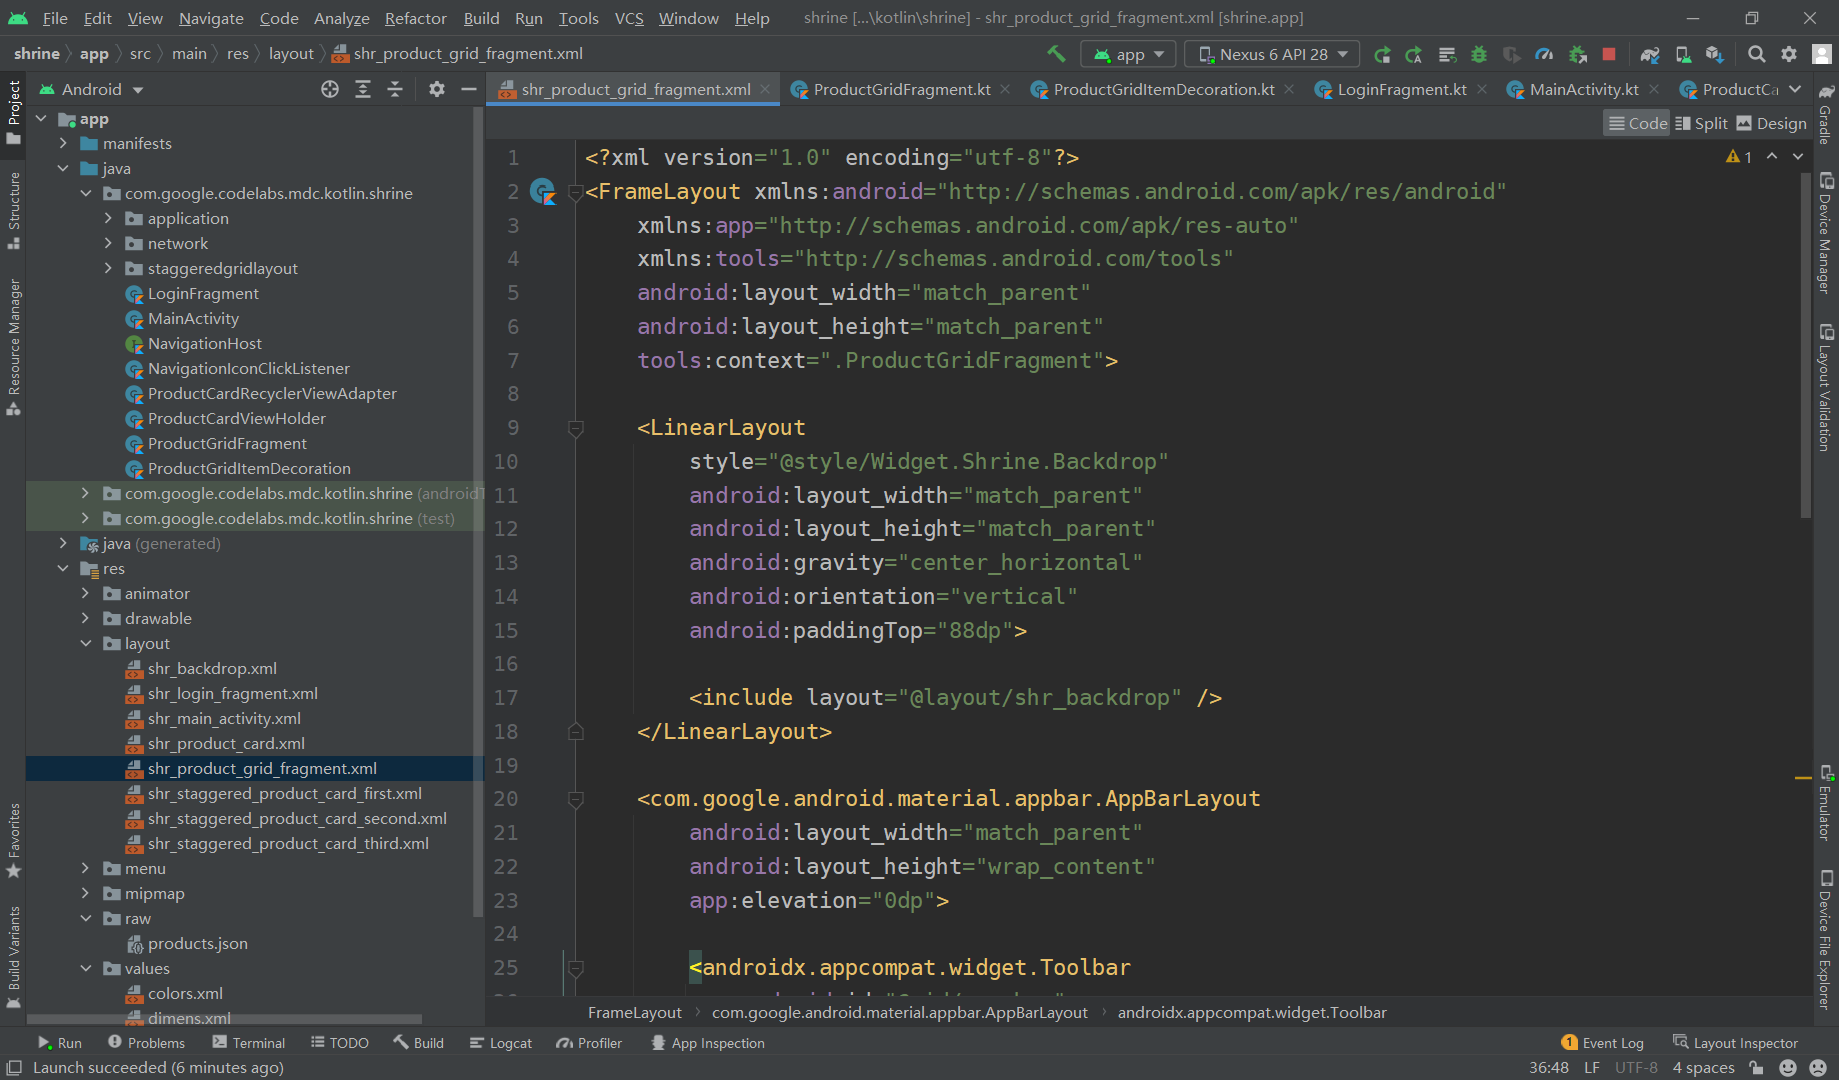 File Edit View Navigate Code Analyze Refactor Build Run Tools VCS Window Help shrine [...\kotlin\shrine] - shr_product_grid_fragment.xml [shrine.app]
shrine app src main res layout shr_product_grid_fragment.xml app Nexus 6 API 28
Android
shr_product_grid_fragment.xml ProductGridFragment.kt ProductGridItemDecoration.kt LoginFragment.kt MainActivity.kt ProductCa
Code Split Design
Project
Structure
Resource Manager
Favorites
Build Variants
app
manifests
java
com.google.codelabs.mdc.kotlin.shrine
application
network
staggeredgridlayout
LoginFragment
MainActivity
NavigationHost
NavigationIconClickListener
ProductCardRecyclerViewAdapter
ProductCardViewHolder
ProductGridFragment
ProductGridItemDecoration
com.google.codelabs.mdc.kotlin.shrine (androidT
com.google.codelabs.mdc.kotlin.shrine (test)
java (generated)
res
animator
drawable
layout
shr_backdrop.xml
shr_login_fragment.xml
shr_main_activity.xml
shr_product_card.xml
shr_product_grid_fragment.xml
shr_staggered_product_card_first.xml
shr_staggered_product_card_second.xml
shr_staggered_product_card_third.xml
menu
mipmap
raw
products.json
values
colors.xml
dimens.xml
1 <?xml version="1.0" encoding="utf-8"?> 1
2 <FrameLayout xmlns:android="http://schemas.android.com/apk/res/android"
3 xmlns:app="http://schemas.android.com/apk/res-auto"
4 xmlns:tools="http://schemas.android.com/tools"
5 android:layout_width="match_parent"
6 android:layout_height="match_parent"
7 tools:context=".ProductGridFragment">
8
9 <LinearLayout
10 style="@style/Widget.Shrine.Backdrop"
11 android:layout_width="match_parent"
12 android:layout_height="match_parent"
13 android:gravity="center_horizontal"
14 android:orientation="vertical"
15 android:paddingTop="88dp">
16
17 <include layout="@layout/shr_backdrop" />
18 </LinearLayout>
19
20 <com.google.android.material.appbar.AppBarLayout
21 android:layout_width="match_parent"
22 android:layout_height="wrap_content"
23 app:elevation="0dp">
24
25 <androidx.appcompat.widget.Toolbar
Gradle
Device Manager
Layout Validation
Emulator
Device File Explorer
FrameLayout com.google.android.material.appbar.AppBarLayout androidx.appcompat.widget.Toolbar
Run Problems Terminal TODO Build Logcat Profiler App Inspection 1 Event Log Layout Inspector
Launch succeeded (6 minutes ago) 36:48 LF UTF-8 4 spaces